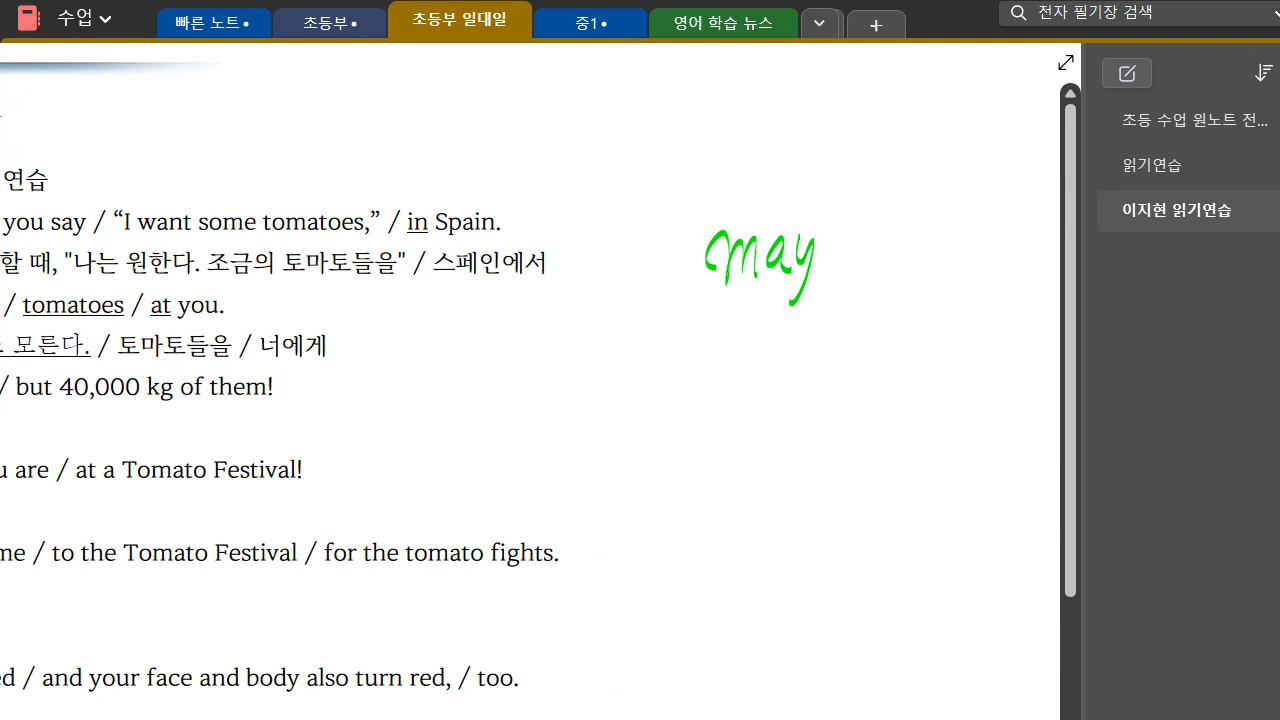 수업
빠른 노트
초등부
초등부 일대일
중1
영어 학습 뉴스
+
전자 필기장 검색
초등 수업 원노트 전...
읽기연습
이지현 읽기연습
연습
you say / “I want some tomatoes,” / in Spain.
할 때, "나는 원한다. 조금의 토마토들을" / 스페인에서
/ tomatoes / at you.
모른다. / 토마토들을 / 너에게
/ but 40,000 kg of them!
are / at a Tomato Festival!
me / to the Tomato Festival / for the tomato fights.
/ and your face and body also turn red, / too.
may